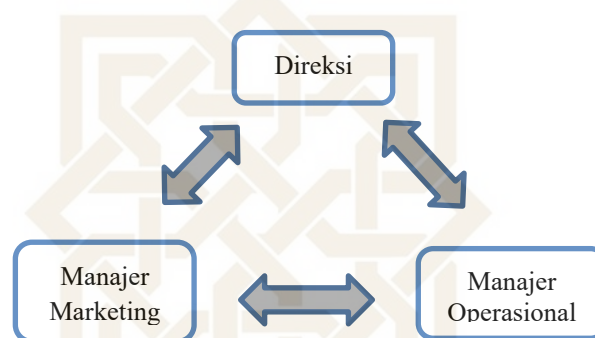 Direksi
Manajer
Marketing
Manajer
Operasional